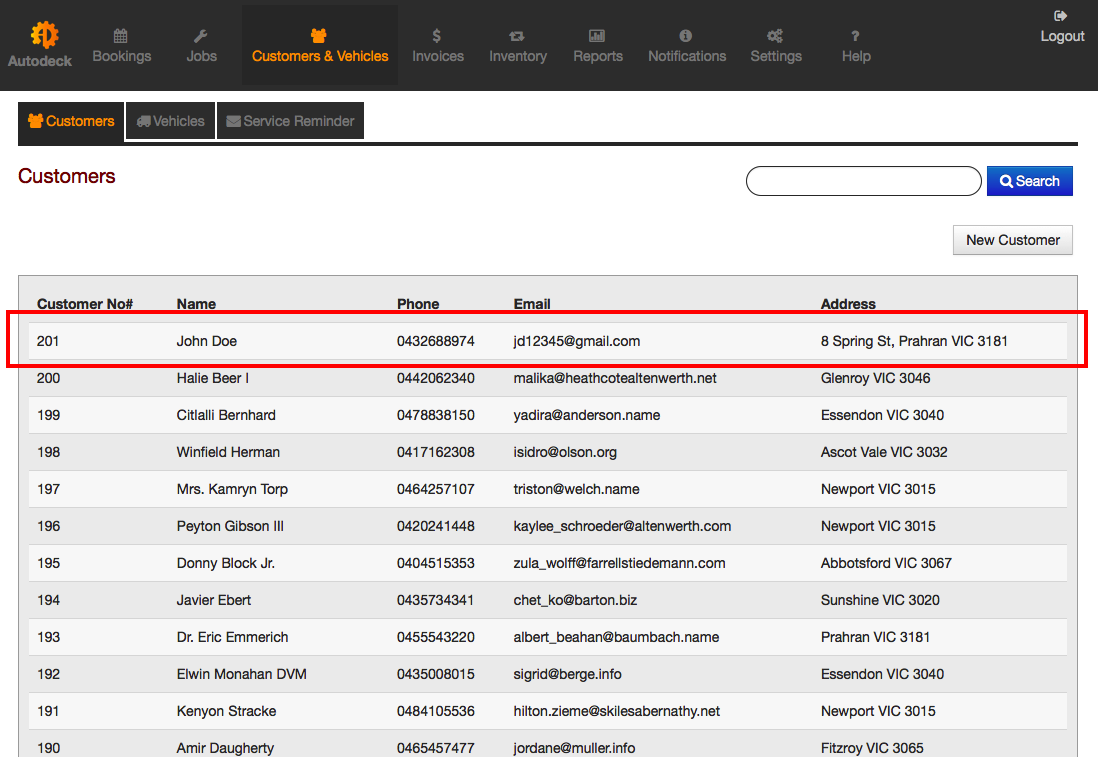 Autodeck Bookings Jobs Customers & Vehicles Invoices Inventory Reports Notifications Settings Help Logout
Customers Vehicles Service Reminder
Customers
Search
New Customer
Customer No# Name Phone Email Address
201 John Doe 0432688974 jd12345@gmail.com 8 Spring St, Prahran VIC 3181
200 Halie Beer I 0442062340 malika@heathcotealtenwerth.net Glenroy VIC 3046
199 Citlalli Bernhard 0478838150 yadira@anderson.name Essendon VIC 3040
198 Winfield Herman 0417162308 isidro@olson.org Ascot Vale VIC 3032
197 Mrs. Kamryn Torp 0464257107 triston@welch.name Newport VIC 3015
196 Peyton Gibson III 0420241448 kaylee_schroeder@altenwerth.com Newport VIC 3015
195 Donny Block Jr. 0404515353 zula_wolff@farrellstiedemann.com Abbotsford VIC 3067
194 Javier Ebert 0435734341 chet_ko@barton.biz Sunshine VIC 3020
193 Dr. Eric Emmerich 0455543220 albert_beahan@baumbach.name Prahran VIC 3181
192 Elwin Monahan DVM 0435008015 sigrid@berge.info Essendon VIC 3040
191 Kenyon Stracke 0484105536 hilton.zieme@skilesabernathy.net Newport VIC 3015
190 Amir Daugherty 0465457477 jordane@muller.info Fitzroy VIC 3065